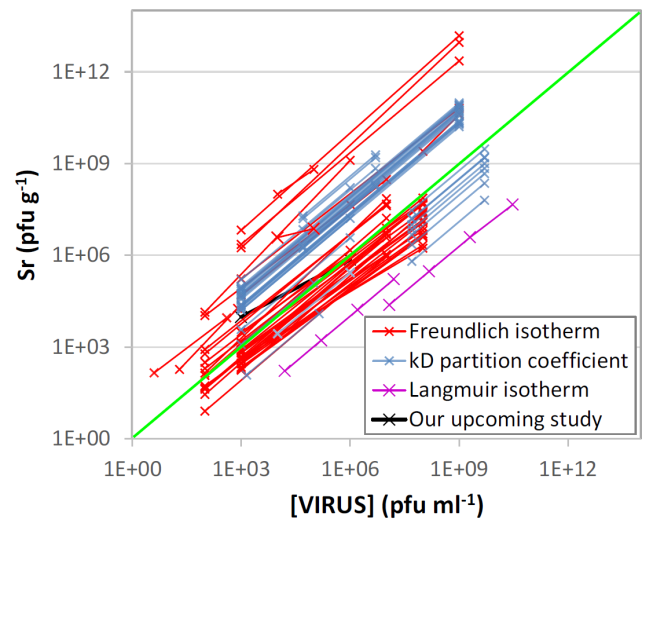 1E+12
1E+09
1E+06
1E+03
1E+00
Sr (pfu g-1)
Freundlich isotherm
kD partition coefficient
Langmuir isotherm
Our upcoming study
1E+00 1E+03 1E+06 1E+09 1E+12
[VIRUS] (pfu ml-1)